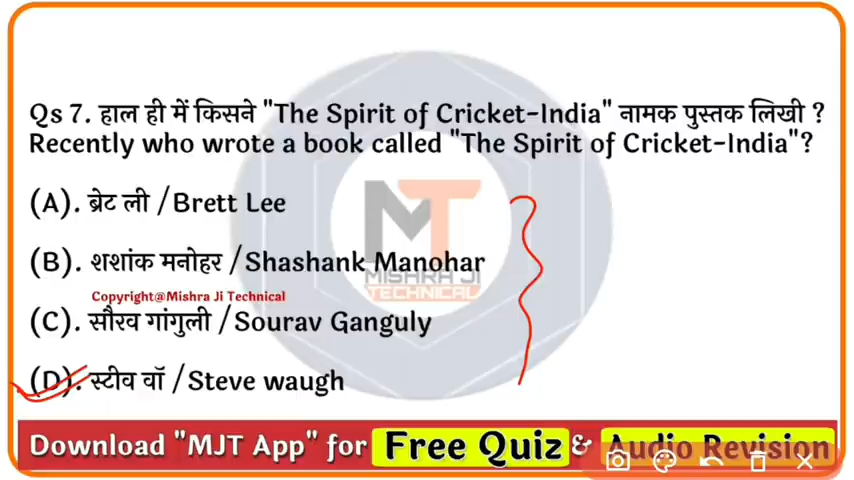 Qs 7. हाल ही में किसने "The Spirit of Cricket-India" नामक पुस्तक लिखी ?
Recently who wrote a book called "The Spirit of Cricket-India"?
(A). ब्रेट ली /Brett Lee
(B). शशांक मनोहर /Shashank Manohar
(C). सौरव गांगुली /Sourav Ganguly
(D). स्टीव वॉ /Steve waugh
MT
MISHRA JI
TECHNICAL
Copyright@Mishra Ji Technical
Download "MJT App" for Free Quiz & Audio Revision